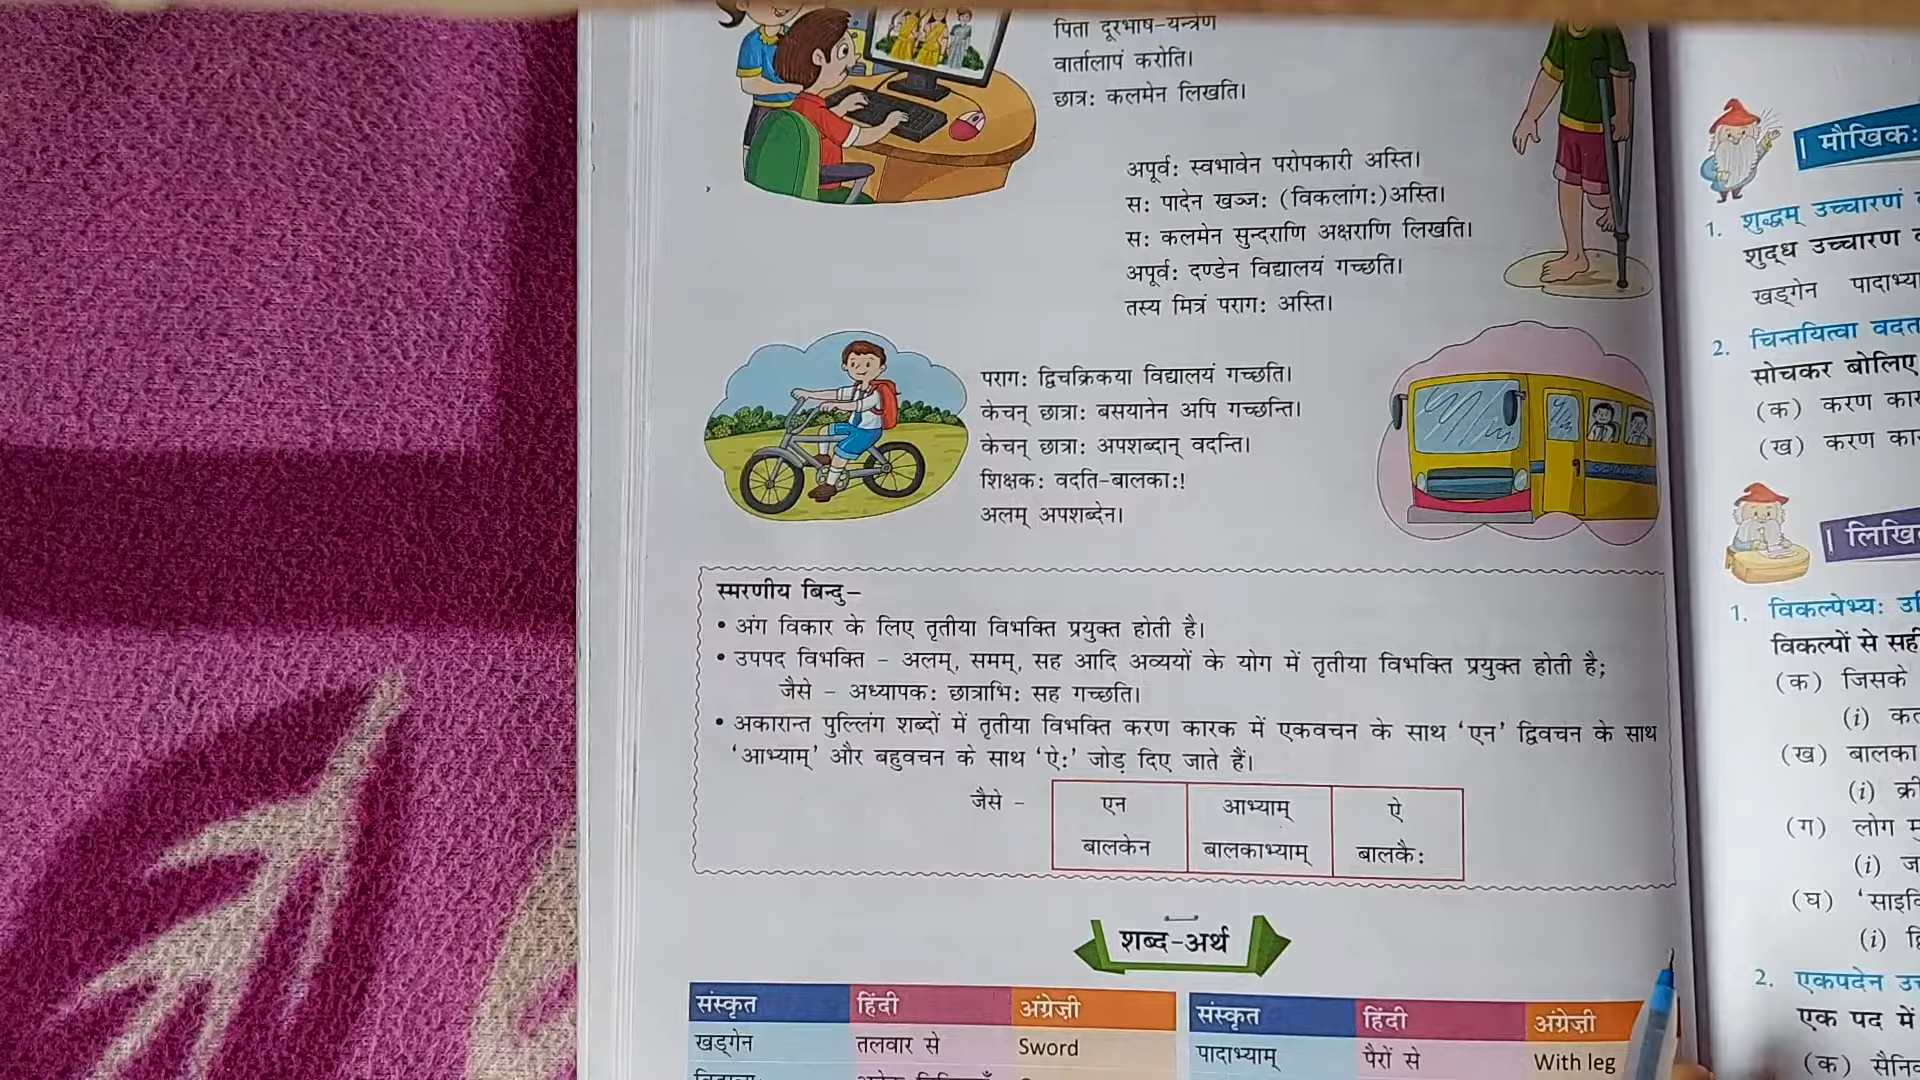 पिता दूरभाष-यन्त्रेण
वार्तालापं करोति।
छात्र: कलमेन लिखति।
अपूर्व: स्वभावेन परोपकारी अस्ति।
स: पादेन खञ्ज: (विकलांग:)अस्ति।
स: कलमेन सुन्दराणि अक्षराणि लिखति।
अपूर्व: दण्डेन विद्यालयं गच्छति।
तस्य मित्रं पराग: अस्ति।
पराग: द्विचक्रिकया विद्यालयं गच्छति।
केचन् छात्रा: बसयानेन अपि गच्छन्ति।
केचन् छात्रा: अपशब्दान् वदन्ति।
शिक्षक: वदति-बालका:!
अलम् अपशब्देन।
स्मरणीय बिन्दु–
• अंग विकार के लिए तृतीया विभक्ति प्रयुक्त होती है।
• उपपद विभक्ति – अलम्, समम्, सह आदि अव्ययों के योग में तृतीया विभक्ति प्रयुक्त होती है;
जैसे – अध्यापक: छात्राभि: सह गच्छति।
• अकारान्त पुल्लिंग शब्दों में तृतीया विभक्ति करण कारक में एकवचन के साथ ‘एन’ द्विवचन के साथ
‘आभ्याम्’ और बहुवचन के साथ ‘ऐ:’ जोड़ दिए जाते हैं।
जैसे – एन आभ्याम् ऐ
बालकेन बालकाभ्याम् बालकै:
शब्द-अर्थ
संस्कृत हिंदी अंग्रेज़ी संस्कृत हिंदी अंग्रेज़ी
खड्गेन तलवार से Sword पादाभ्याम् पैरों से With leg
मौखिक:
1. शुद्धम् उच्चारणं
शुद्ध उच्चारण
खड्गेन
2. चिन्तयित्वा वदत
सोचकर बोलिए
(क) करण
(ख) करण
1. विकल्पेभ्य:
विकल्पों से
(क) जिसके
(i)
(ख)
(i)
(ग) लोग
(i)
(घ)
(i)
2. एकपदेन
एक पद में
(क)